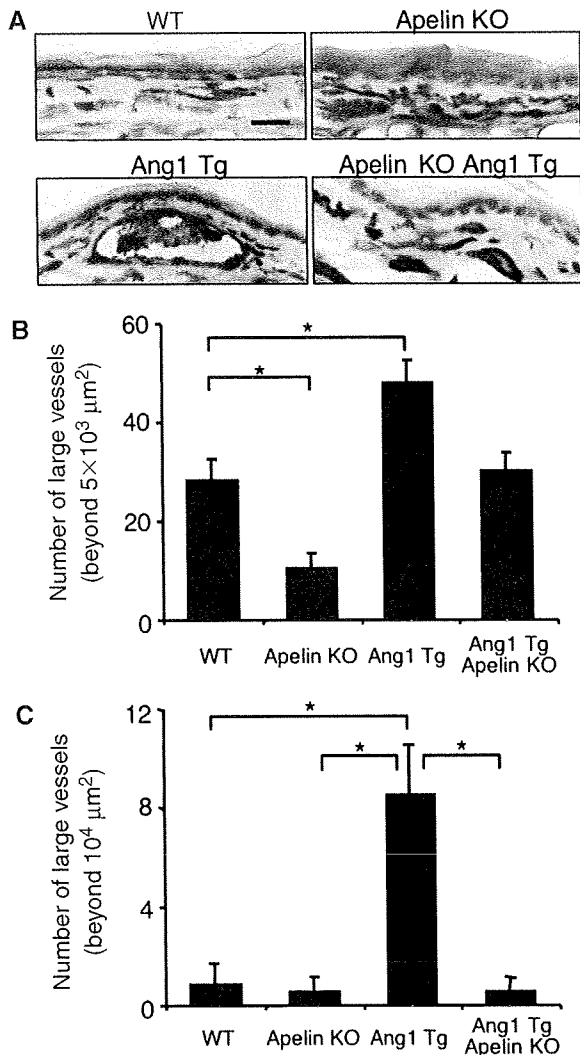 A
WT
Apelin KO
Ang1 Tg
Apelin KO Ang1 Tg
B
Number of large vessels
(beyond 5×10³ μm²)
60
40
20
0
*
*
WT
Apelin KO
Ang1 Tg
Ang1 Tg
Apelin KO
C
Number of large vessels
(beyond 10⁴ μm²)
12
8
4
0
*
*
*
WT
Apelin KO
Ang1 Tg
Ang1 Tg
Apelin KO